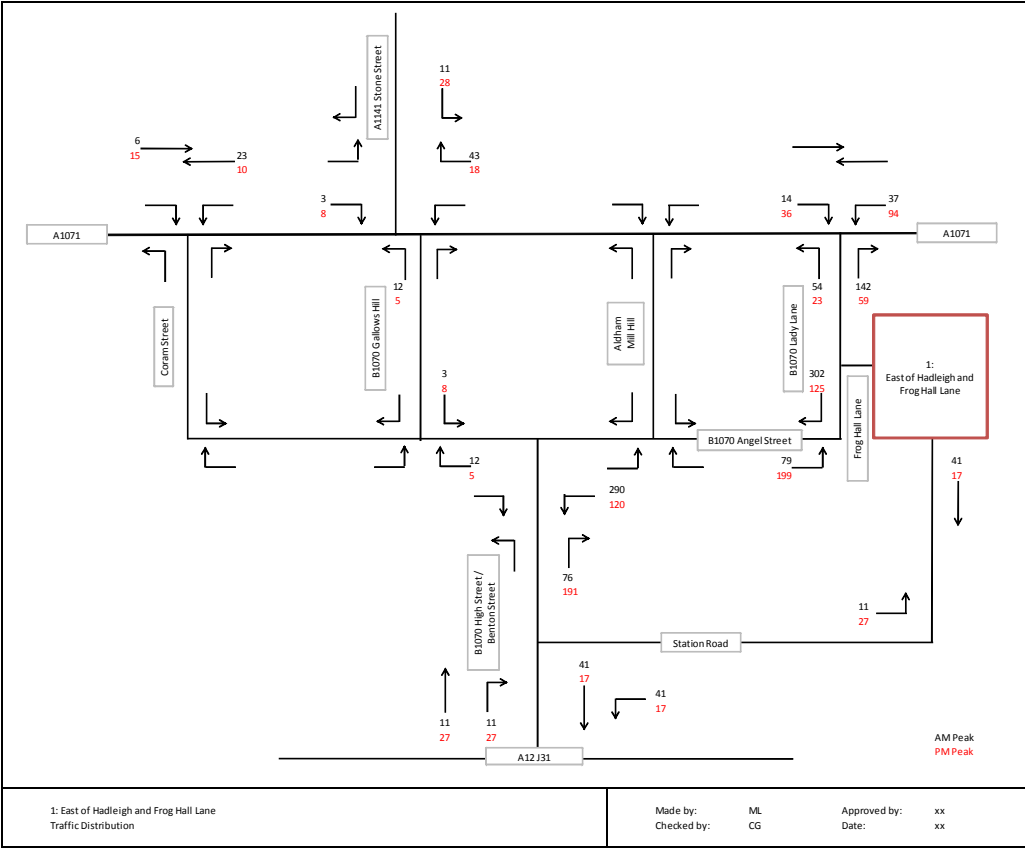 A1141 Stone Street
11
28
6
15
23
10
43
18
3
8
14
36
37
94
A1071
A1071
12
5
54
23
142
59
Coram Street
B1070 Gallows Hill
Aldham
Mill Hill
B1070 Lady Lane
1:
East of Hadleigh and
Frog Hall Lane
3
8
302
125
Frog Hall Lane
B1070 Angel Street
12
5
79
199
41
17
290
120
B1070 High Street /
Benton Street
76
191
11
27
Station Road
41
17
41
17
11
27
11
27
A12 J31
AM Peak
PM Peak
1: East of Hadleigh and Frog Hall Lane
Traffic Distribution
Made by: ML Approved by: xx
Checked by: CG Date: xx